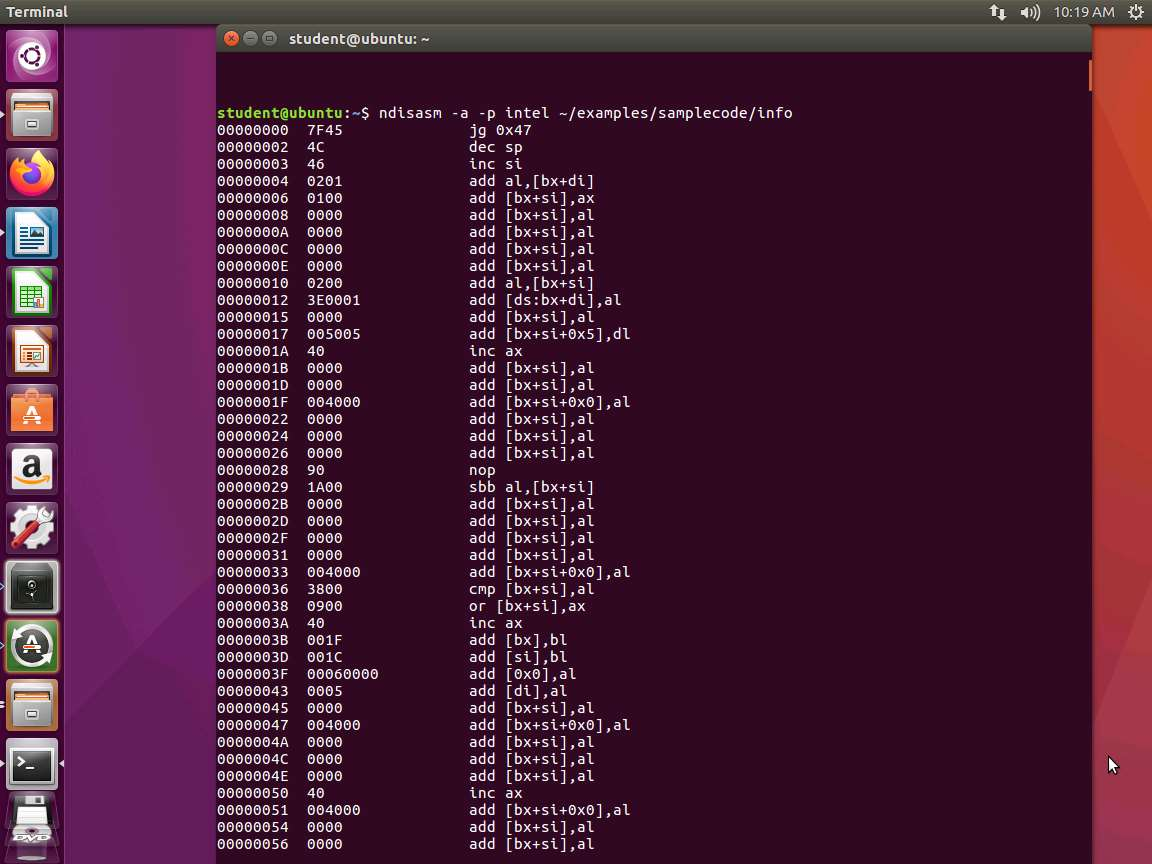 Terminal
10:19 AM
student@ubuntu: ~
student@ubuntu:~$ ndisasm -a -p intel ~/examples/samplecode/info
00000000 7F45 jg 0x47
00000002 4C dec sp
00000003 46 inc si
00000004 0201 add al,[bx+di]
00000006 0100 add [bx+si],ax
00000008 0000 add [bx+si],al
0000000A 0000 add [bx+si],al
0000000C 0000 add [bx+si],al
0000000E 0000 add [bx+si],al
00000010 0200 add al,[bx+si]
00000012 3E0001 add [ds:bx+di],al
00000015 0000 add [bx+si],al
00000017 005005 add [bx+si+0x5],dl
0000001A 40 inc ax
0000001B 0000 add [bx+si],al
0000001D 0000 add [bx+si],al
0000001F 004000 add [bx+si+0x0],al
00000022 0000 add [bx+si],al
00000024 0000 add [bx+si],al
00000026 0000 add [bx+si],al
00000028 90 nop
00000029 1A00 sbb al,[bx+si]
0000002B 0000 add [bx+si],al
0000002D 0000 add [bx+si],al
0000002F 0000 add [bx+si],al
00000031 0000 add [bx+si],al
00000033 004000 add [bx+si+0x0],al
00000036 3800 cmp [bx+si],al
00000038 0900 or [bx+si],ax
0000003A 40 inc ax
0000003B 001F add [bx],bl
0000003D 001C add [si],bl
0000003F 00060000 add [0x0],al
00000043 0005 add [di],al
00000045 0000 add [bx+si],al
00000047 004000 add [bx+si+0x0],al
0000004A 0000 add [bx+si],al
0000004C 0000 add [bx+si],al
0000004E 0000 add [bx+si],al
00000050 40 inc ax
00000051 004000 add [bx+si+0x0],al
00000054 0000 add [bx+si],al
00000056 0000 add [bx+si],al
a
>_
DVD